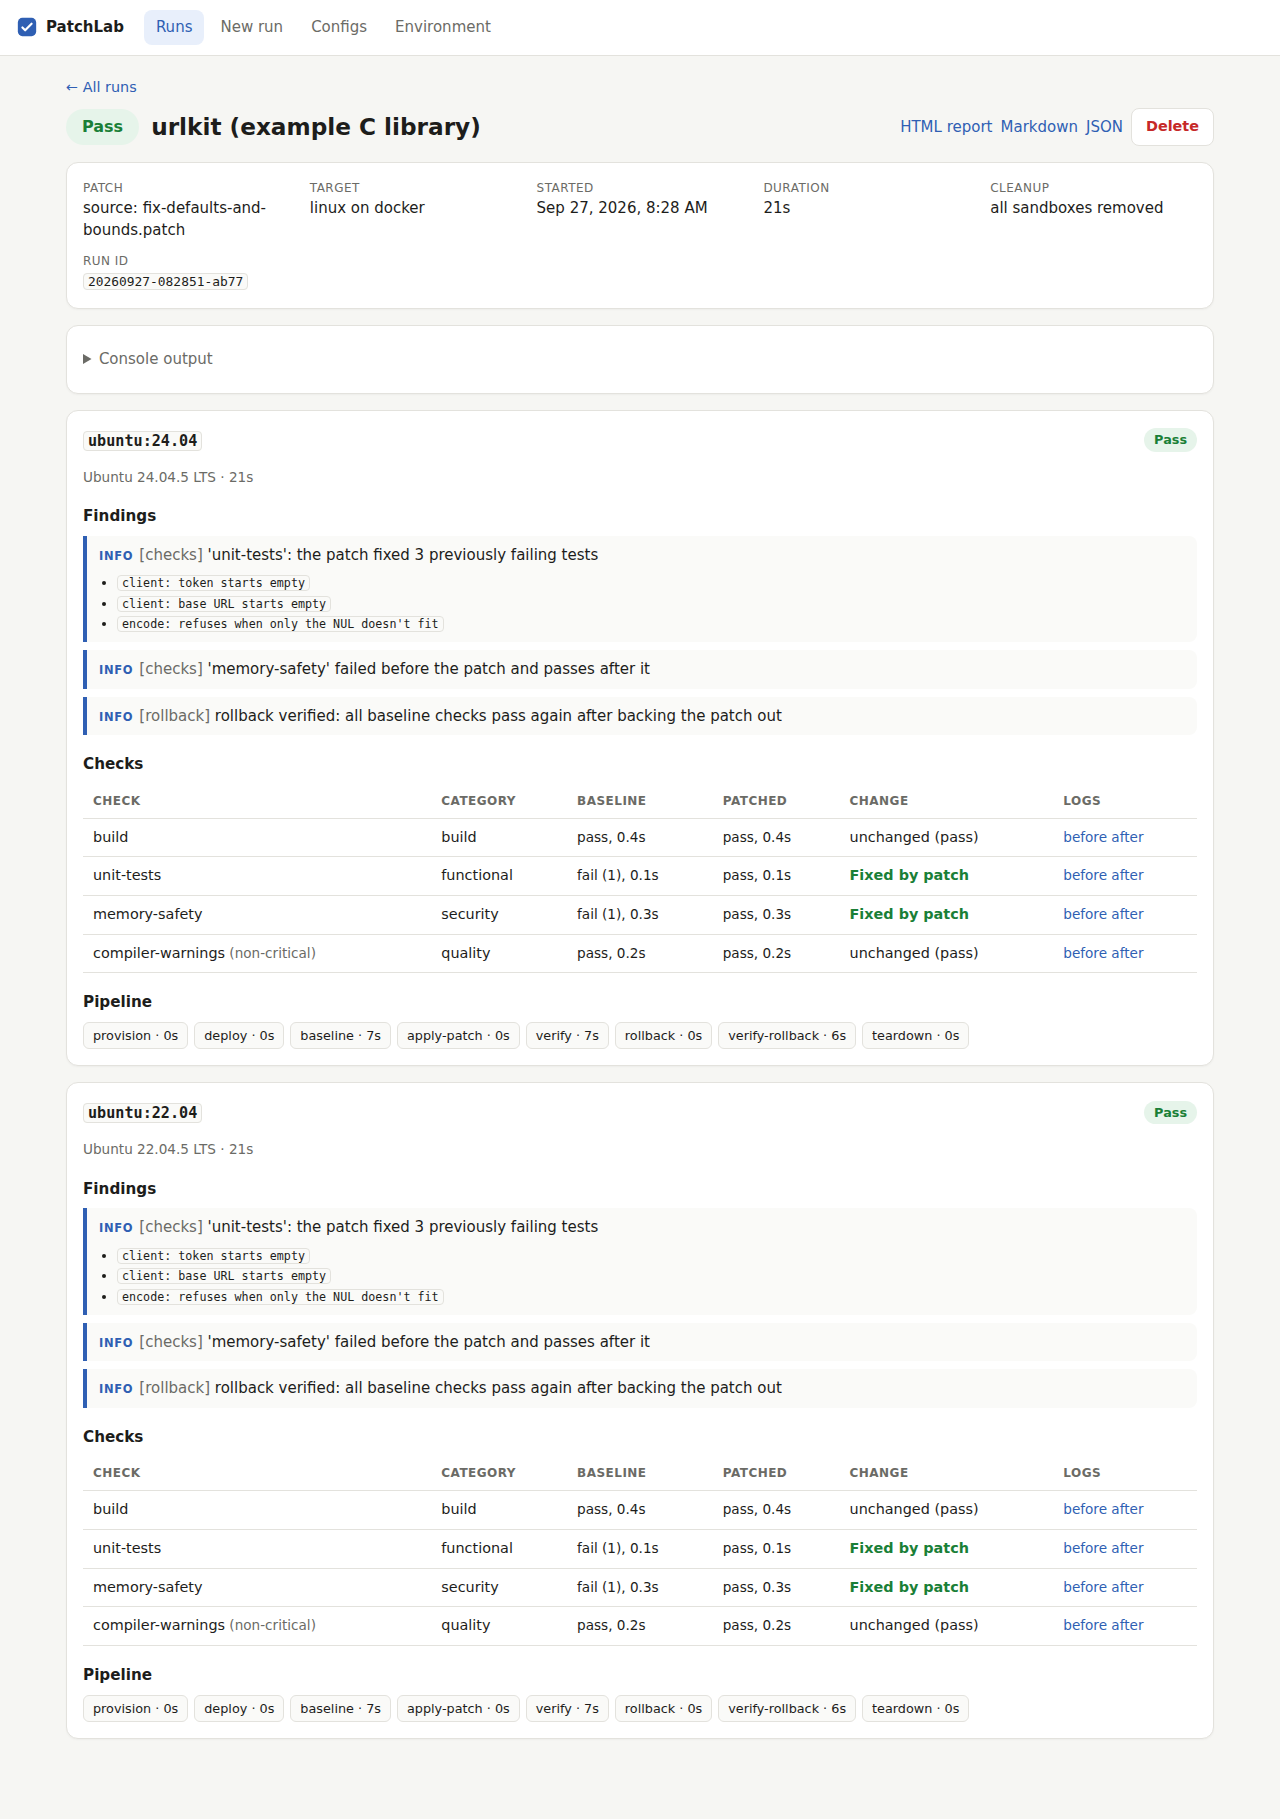 PatchLab Runs New run Configs Environment
← All runs
Pass urlkit (example C library) HTML report Markdown JSON Delete
PATCH TARGET STARTED DURATION CLEANUP
source: fix-defaults-and- linux on docker Sep 27, 2026, 8:28 AM 21s all sandboxes removed
bounds.patch
RUN ID
20260927-082851-ab77
Console output
ubuntu:24.04 Pass
Ubuntu 24.04.5 LTS · 21s
Findings
INFO [checks] 'unit-tests': the patch fixed 3 previously failing tests
client: token starts empty
client: base URL starts empty
encode: refuses when only the NUL doesn't fit
INFO [checks] 'memory-safety' failed before the patch and passes after it
INFO [rollback] rollback verified: all baseline checks pass again after backing the patch out
Checks
CHECK CATEGORY BASELINE PATCHED CHANGE LOGS
build build pass, 0.4s pass, 0.4s unchanged (pass) before after
unit-tests functional fail (1), 0.1s pass, 0.1s Fixed by patch before after
memory-safety security fail (1), 0.3s pass, 0.3s Fixed by patch before after
compiler-warnings (non-critical) quality pass, 0.2s pass, 0.2s unchanged (pass) before after
Pipeline
provision · 0s deploy · 0s baseline · 7s apply-patch · 0s verify · 7s rollback · 0s verify-rollback · 6s teardown · 0s
ubuntu:22.04 Pass
Ubuntu 22.04.5 LTS · 21s
Findings
INFO [checks] 'unit-tests': the patch fixed 3 previously failing tests
client: token starts empty
client: base URL starts empty
encode: refuses when only the NUL doesn't fit
INFO [checks] 'memory-safety' failed before the patch and passes after it
INFO [rollback] rollback verified: all baseline checks pass again after backing the patch out
Checks
CHECK CATEGORY BASELINE PATCHED CHANGE LOGS
build build pass, 0.4s pass, 0.4s unchanged (pass) before after
unit-tests functional fail (1), 0.1s pass, 0.1s Fixed by patch before after
memory-safety security fail (1), 0.3s pass, 0.3s Fixed by patch before after
compiler-warnings (non-critical) quality pass, 0.2s pass, 0.2s unchanged (pass) before after
Pipeline
provision · 0s deploy · 0s baseline · 7s apply-patch · 0s verify · 7s rollback · 0s verify-rollback · 6s teardown · 0s